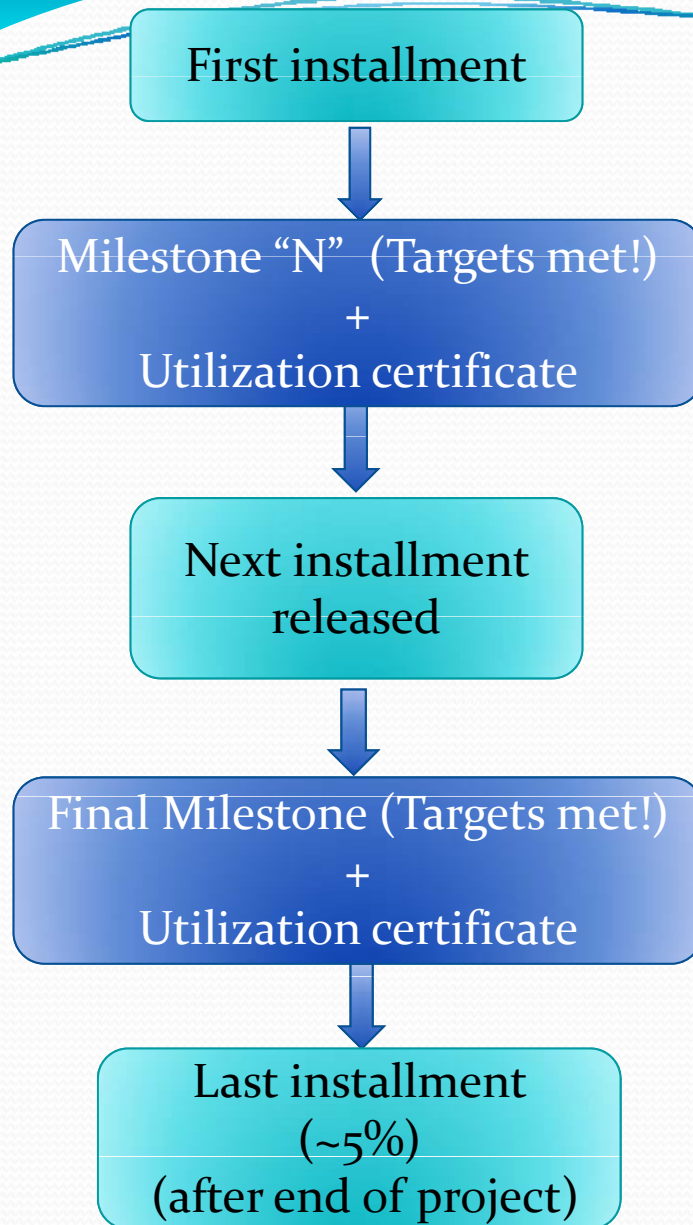 First installment
Milestone “N” (Targets met!)
+
Utilization certificate
Next installment
released
Final Milestone (Targets met!)
+
Utilization certificate
Last installment
(~5%)
(after end of project)